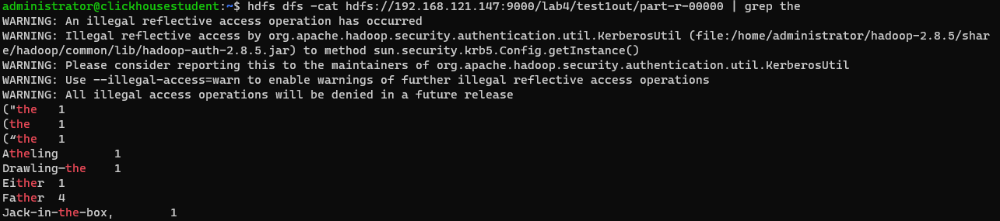 administrator@clickhousestudent:~$ hdfs dfs -cat hdfs://192.168.121.147:9000/lab4/test1out/part-r-00000 | grep the
WARNING: An illegal reflective access operation has occurred
WARNING: Illegal reflective access by org.apache.hadoop.security.authentication.util.KerberosUtil (file:/home/administrator/hadoop-2.8.5/shar
e/hadoop/common/lib/hadoop-auth-2.8.5.jar) to method sun.security.krb5.Config.getInstance()
WARNING: Please consider reporting this to the maintainers of org.apache.hadoop.security.authentication.util.KerberosUtil
WARNING: Use --illegal-access=warn to enable warnings of further illegal reflective access operations
WARNING: All illegal access operations will be denied in a future release
("the   1
(the    1
(“the   1
Atheling        1
Drawling—the    1
Either  1
Father  4
Jack-in-the-box,        1